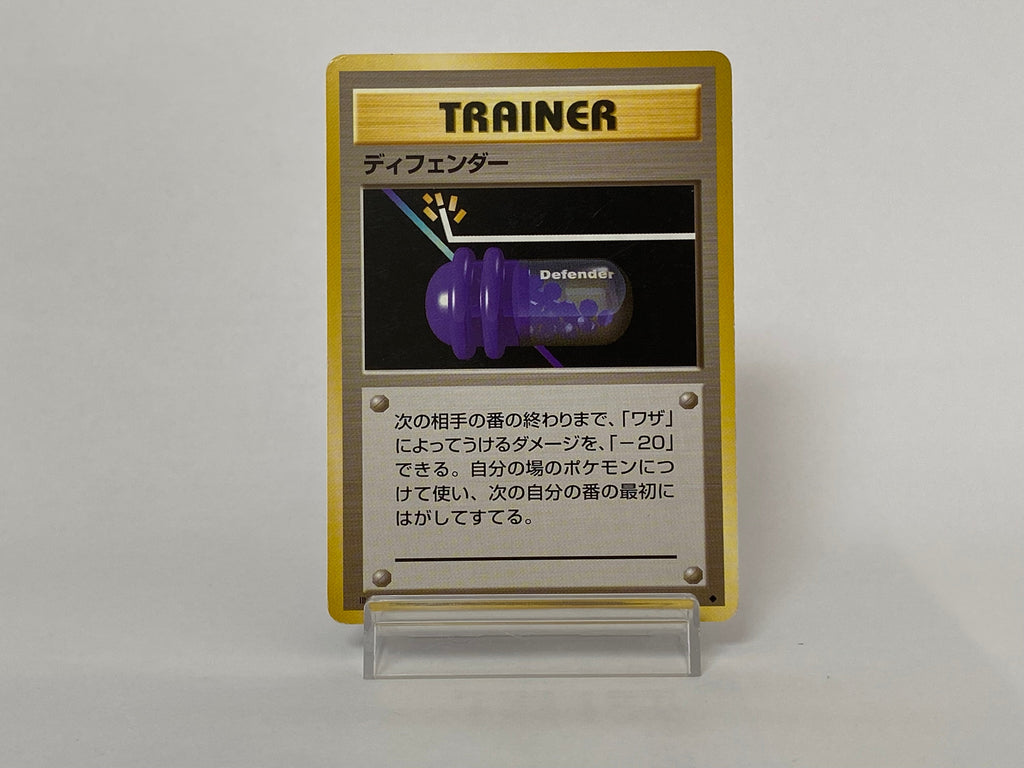 TRAINER
ディフェンダー
Defender
次の相手の番の終わりまで、「ワザ」
によってうけるダメージを、「－20」
できる。自分の場のポケモンにつ
けて使い、次の自分の番の最初に
はがしてすてる。